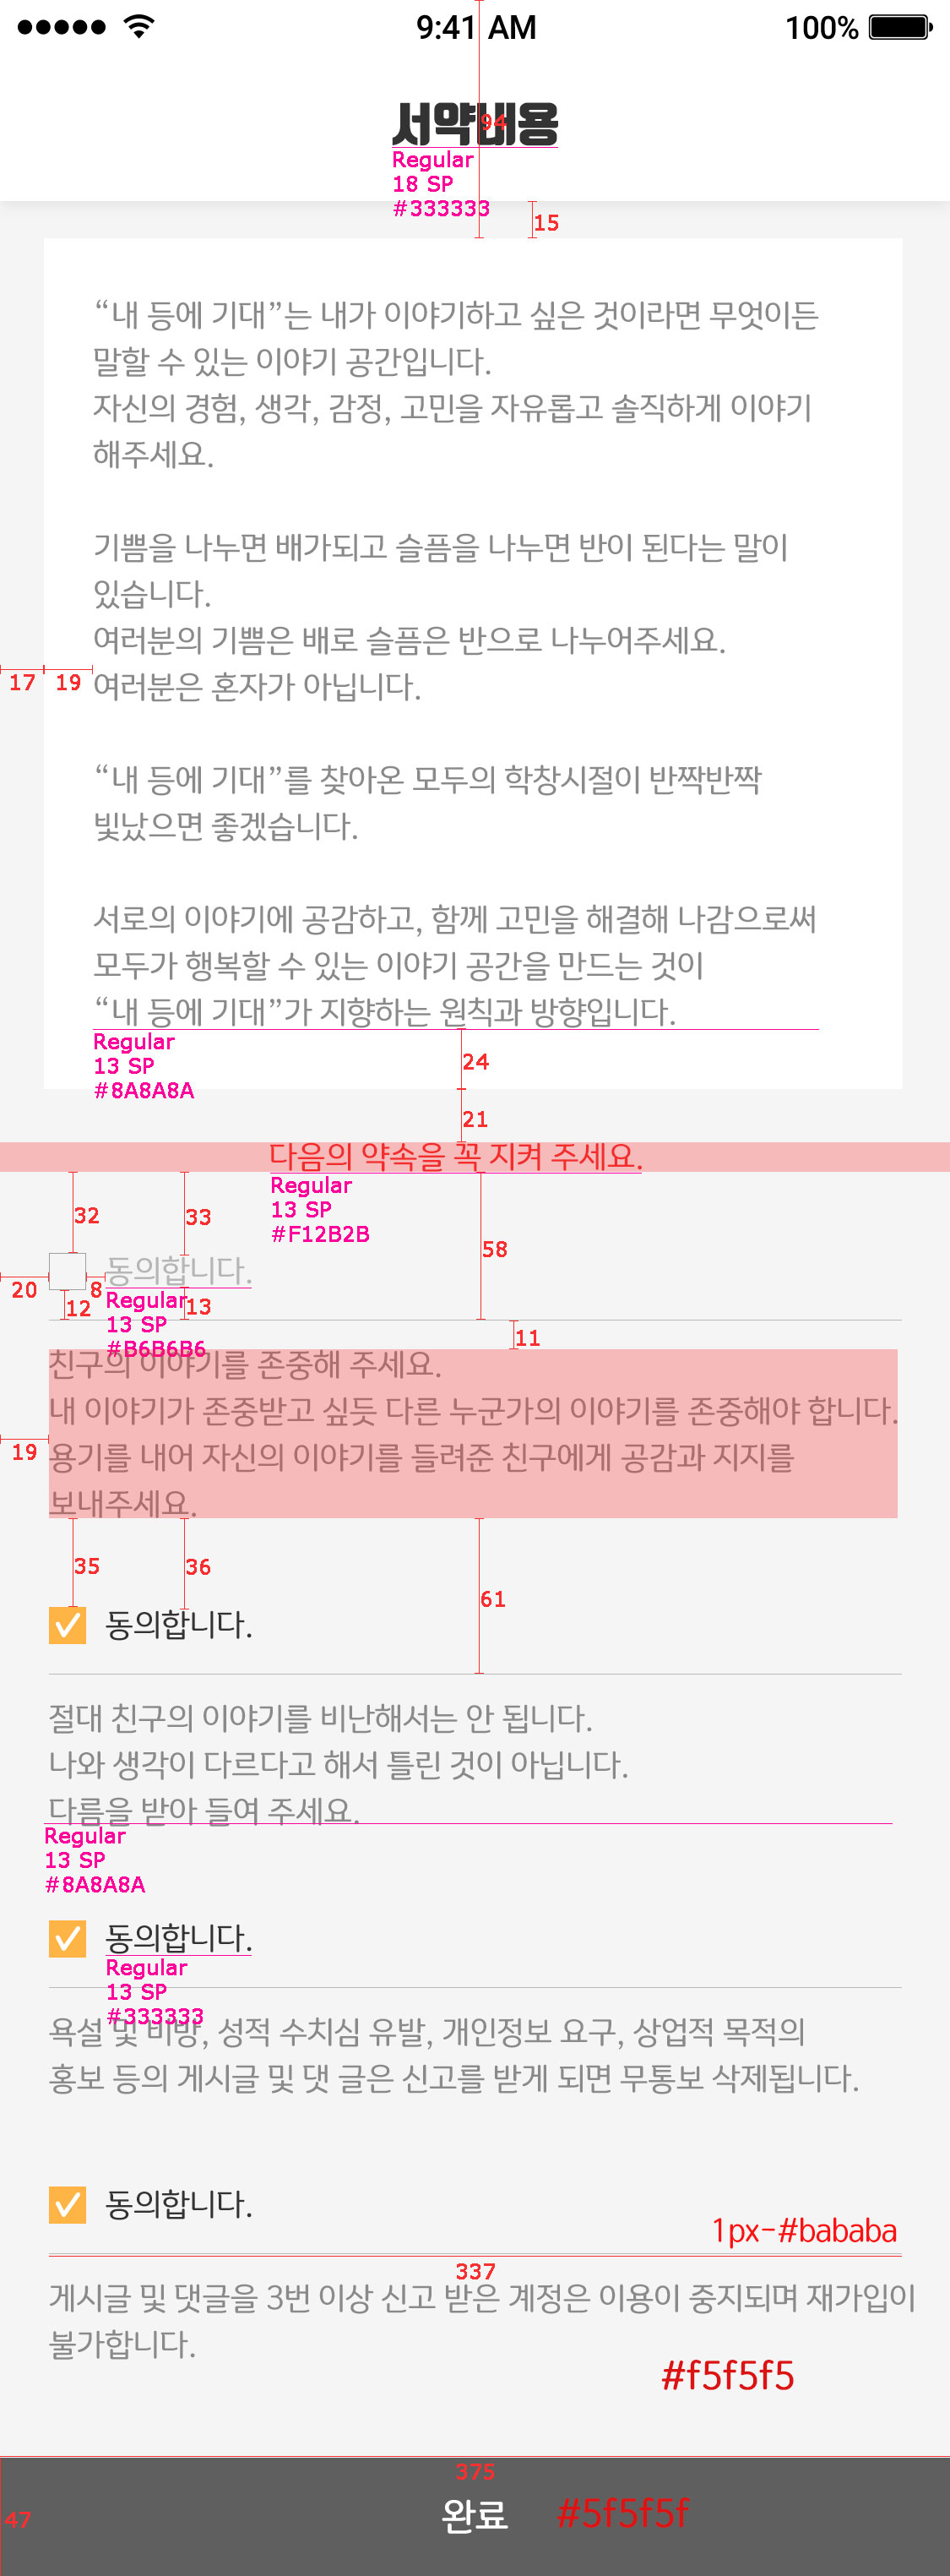 9:41 AM
100%
서약내용
94
Regular
18 SP
#333333
15
“내 등에 기대”는 내가 이야기하고 싶은 것이라면 무엇이든
말할 수 있는 이야기 공간입니다.
자신의 경험, 생각, 감정, 고민을 자유롭고 솔직하게 이야기
해주세요.
기쁨을 나누면 배가되고 슬픔을 나누면 반이 된다는 말이
있습니다.
여러분의 기쁨은 배로 슬픔은 반으로 나누어주세요.
17
19
여러분은 혼자가 아닙니다.
“내 등에 기대”를 찾아온 모두의 학창시절이 반짝반짝
빛났으면 좋겠습니다.
서로의 이야기에 공감하고, 함께 고민을 해결해 나감으로써
모두가 행복할 수 있는 이야기 공간을 만드는 것이
“내 등에 기대”가 지향하는 원칙과 방향입니다.
Regular
13 SP
#8A8A8A
24
21
다음의 약속을 꼭 지켜 주세요.
Regular
13 SP
#F12B2B
32
33
58
20
8
동의합니다.
12
13
Regular
13 SP
#B6B6B6
11
친구의 이야기를 존중해 주세요.
내 이야기가 존중받고 싶듯 다른 누군가의 이야기를 존중해야 합니다.
19
용기를 내어 자신의 이야기를 들려준 친구에게 공감과 지지를
보내주세요.
35
36
61
동의합니다.
절대 친구의 이야기를 비난해서는 안 됩니다.
나와 생각이 다르다고 해서 틀린 것이 아닙니다.
다름을 받아 들여 주세요.
Regular
13 SP
#8A8A8A
동의합니다.
Regular
13 SP
#333333
욕설 및 비방, 성적 수치심 유발, 개인정보 요구, 상업적 목적의
홍보 등의 게시글 및 댓 글은 신고를 받게 되면 무통보 삭제됩니다.
동의합니다.
1px-#bababa
337
게시글 및 댓글을 3번 이상 신고 받은 계정은 이용이 중지되며 재가입이
불가합니다.
#f5f5f5
375
47
완료
#5f5f5f